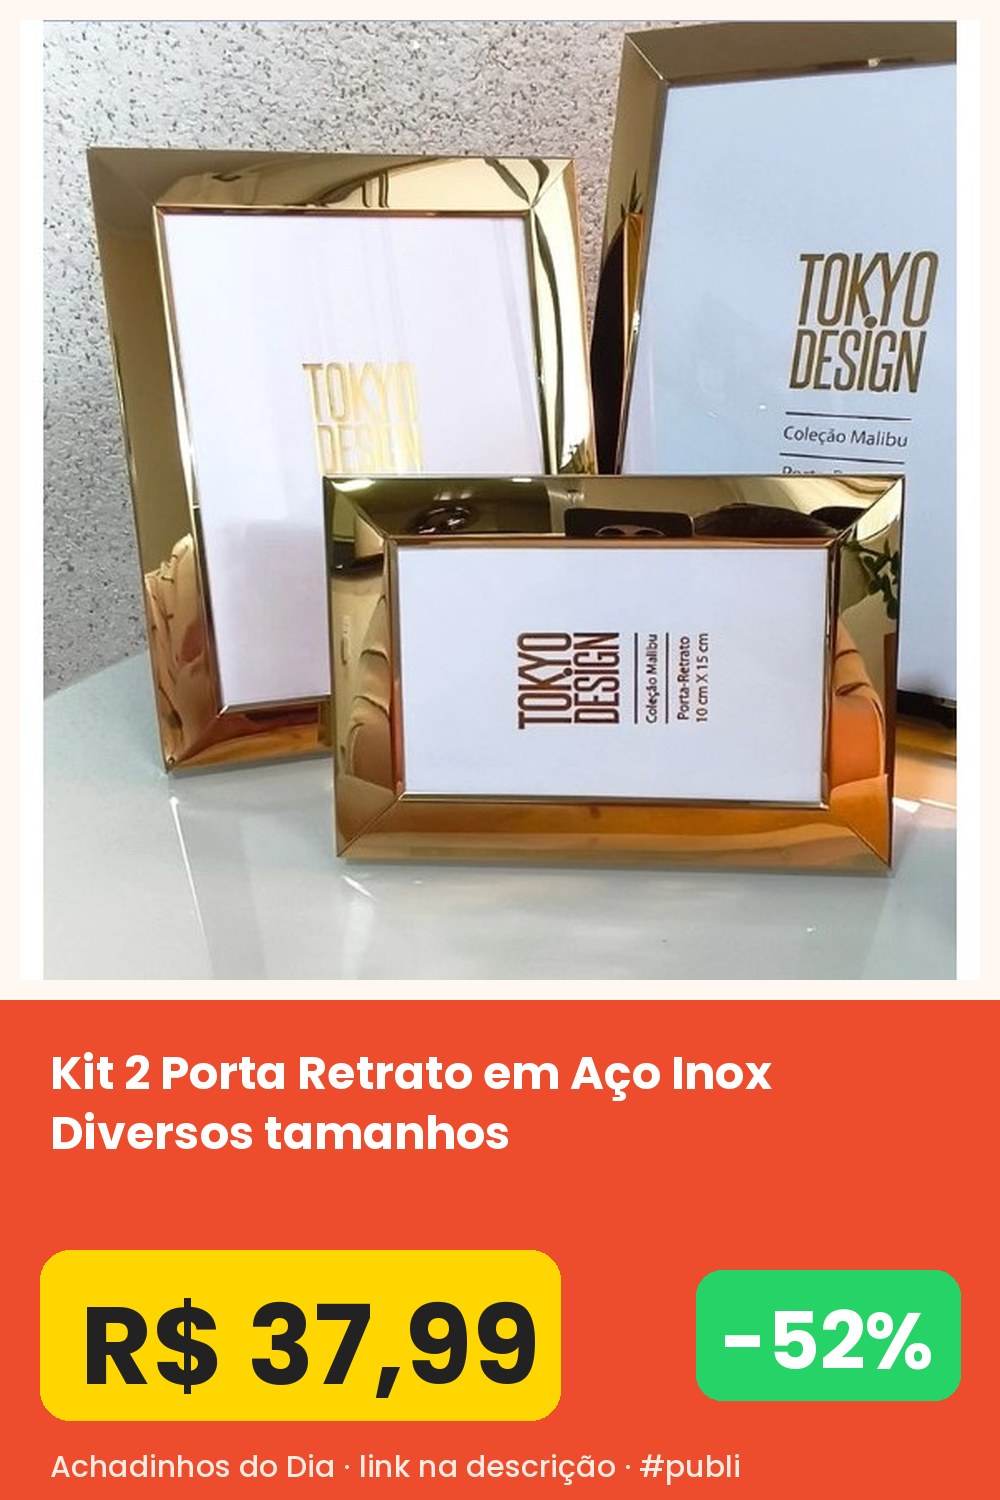 TOKYO
DESIGN
TOKYO
DESIGN
Coleção Malibu
TOKYO
DESIGN
Coleção Malibu
Porta-Retrato
10 cm X 15 cm
Kit 2 Porta Retrato em Aço Inox
Diversos tamanhos
R$ 37,99
-52%
Achadinhos do Dia · link na descrição · #publi